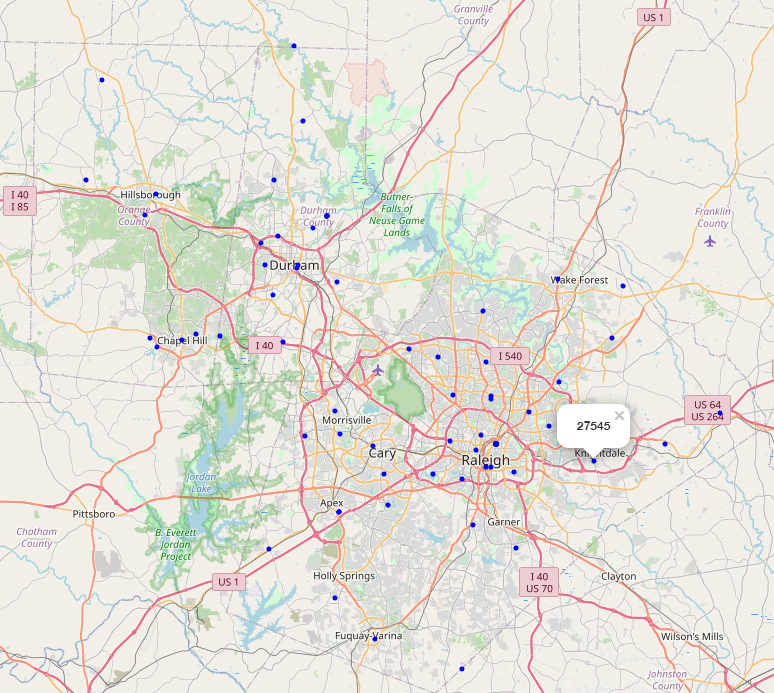 Granville
County
US 1
I 40
I 85
Hillsborough
Orange
County
Durham
County
Butner-
Falls of
Neuse Game
Lands
Franklin
County
Durham
Wake Forest
Chapel Hill
I 40
I 540
US 64
US 264
27545
×
Morrisville
Cary
Raleigh
Knightdale
Jordan
Lake
Apex
Pittsboro
Garner
Chatham
County
B. Everett
Jordan
Project
US 1
Holly Springs
I 40
US 70
Clayton
Fuquay-Varina
Wilson's Mills
Johnston
County